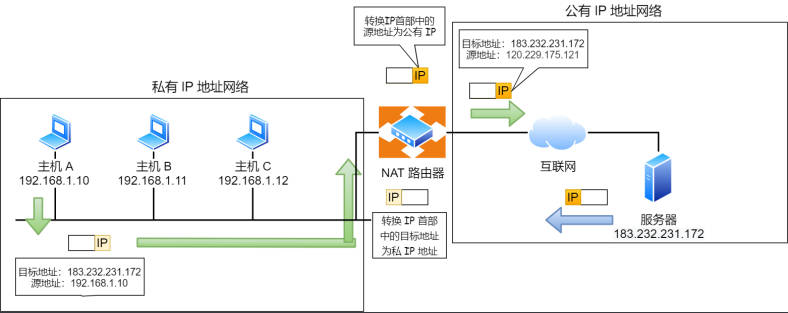 公有 IP 地址网络
转换IP首部中的
源地址为公有 IP
目标地址：183.232.231.172
源地址：120.229.175.121
IP
IP
私有 IP 地址网络
主机 A
192.168.1.10
主机 B
192.168.1.11
主机 C
192.168.1.12
NAT 路由器
互联网
IP
IP
服务器
183.232.231.172
转换 IP 首部
中的目标地址
为私 IP 地址
IP
目标地址：183.232.231.172
源地址：192.168.1.10